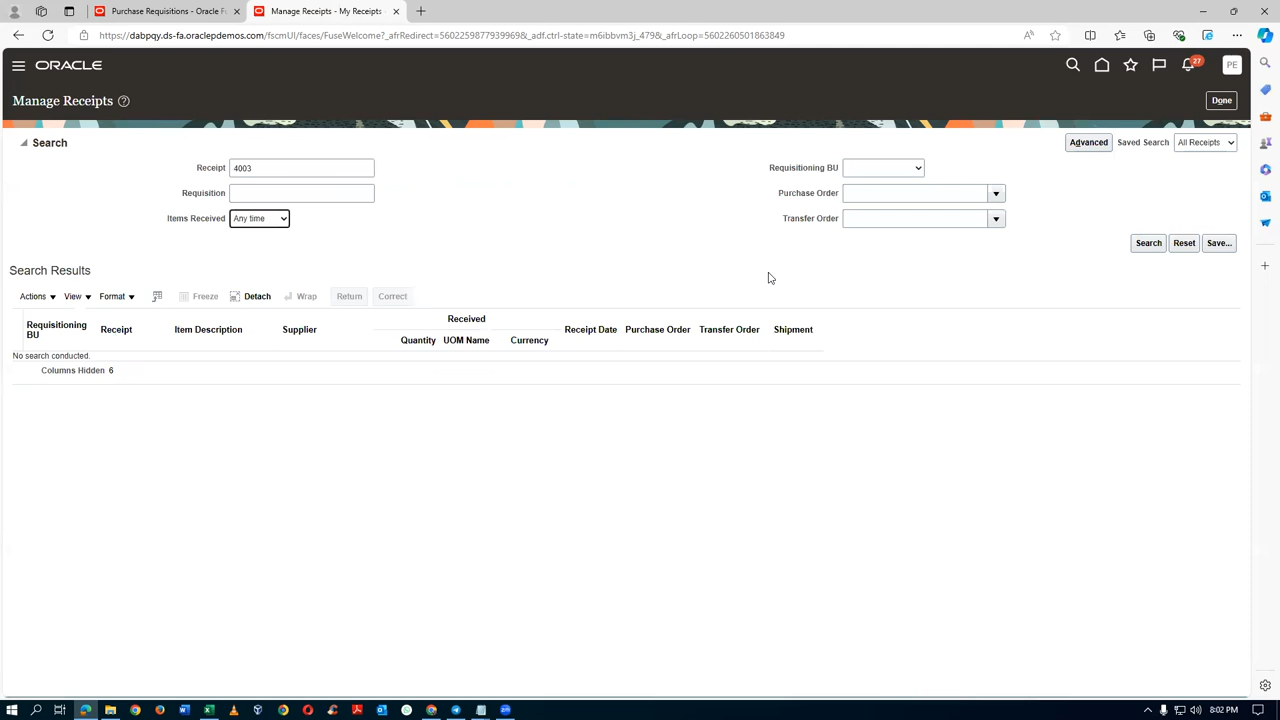 Purchase Requisitions - Oracle Fu
Manage Receipts - My Receipts -
https://dabpqy.ds-fa.oraclepdemos.com/fscmUI/faces/FuseWelcome?_afrRedirect=5602259877939969&_adf.ctrl-state=m6ibbvm3j_479&_afrLoop=5602260501863849
ORACLE
27
PE
Manage Receipts
Done
Search
Advanced
Saved Search
All Receipts
Receipt
4003
Requisitioning BU
Requisition
Purchase Order
Items Received
Any time
Transfer Order
Search
Reset
Save...
Search Results
Actions
View
Format
Freeze
Detach
Wrap
Return
Correct
Requisitioning
BU
Receipt
Item Description
Supplier
Received
Quantity
UOM Name
Currency
Receipt Date
Purchase Order
Transfer Order
Shipment
No search conducted.
Columns Hidden 6
8:02 PM